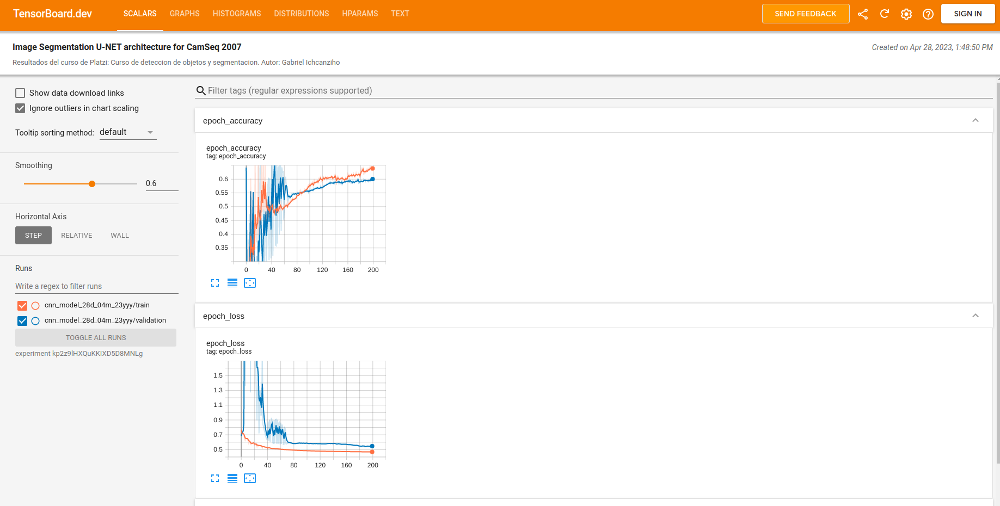 TensorBoard.dev SCALARS GRAPHS HISTOGRAMS DISTRIBUTIONS HPARAMS TEXT SEND FEEDBACK SIGN IN
Image Segmentation U-NET architecture for CamSeq 2007
Created on Apr 28, 2023, 1:48:50 PM
Resultados del curso de Platzi: Curso de deteccion de objetos y segmentacion. Autor: Gabriel Ichcanziho
Show data download links
Ignore outliers in chart scaling
Tooltip sorting method: default
Smoothing
0.6
Horizontal Axis
STEP RELATIVE WALL
Runs
Write a regex to filter runs
cnn_model_28d_04m_23yyy/train
cnn_model_28d_04m_23yyy/validation
TOGGLE ALL RUNS
experiment kp2z9lHXQuKKIXD5D8MNLg
Filter tags (regular expressions supported)
epoch_accuracy
epoch_accuracy
tag: epoch_accuracy
0.6
0.55
0.5
0.45
0.4
0.35
0 40 80 120 160 200
epoch_loss
epoch_loss
tag: epoch_loss
1.5
1.3
1.1
0.9
0.7
0.5
0 40 80 120 160 200